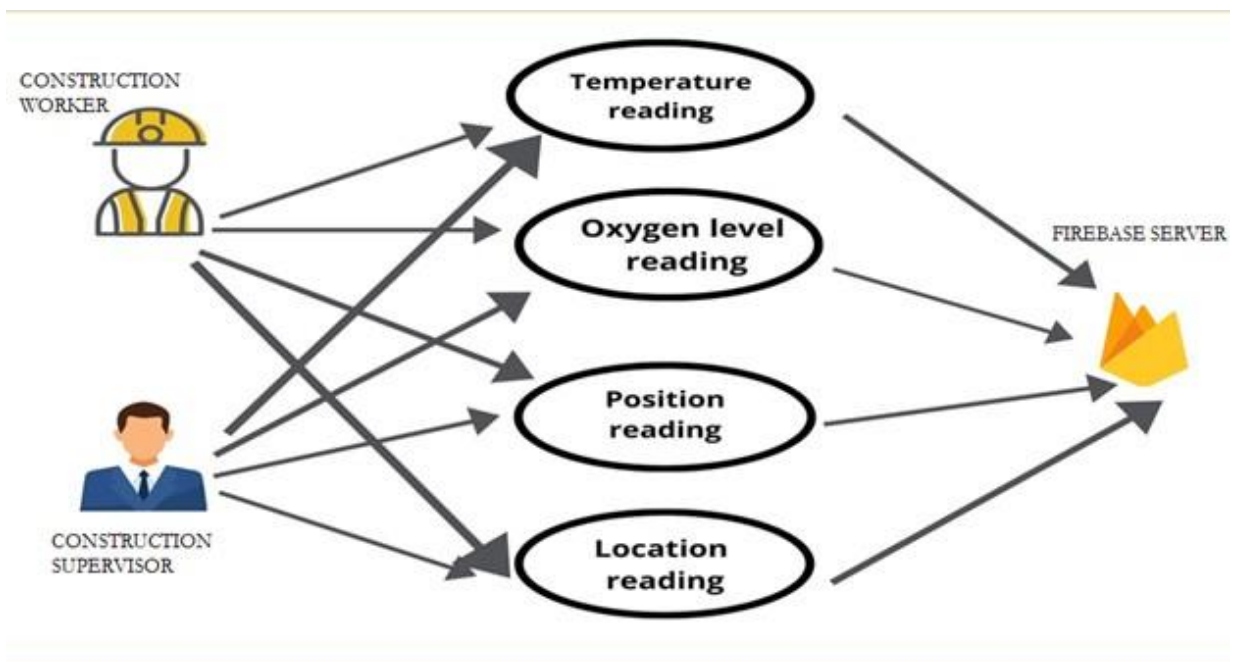 CONSTRUCTION
WORKER
Temperature
reading
Oxygen level
reading
FIREBASE SERVER
Position
reading
CONSTRUCTION
SUPERVISOR
Location
reading